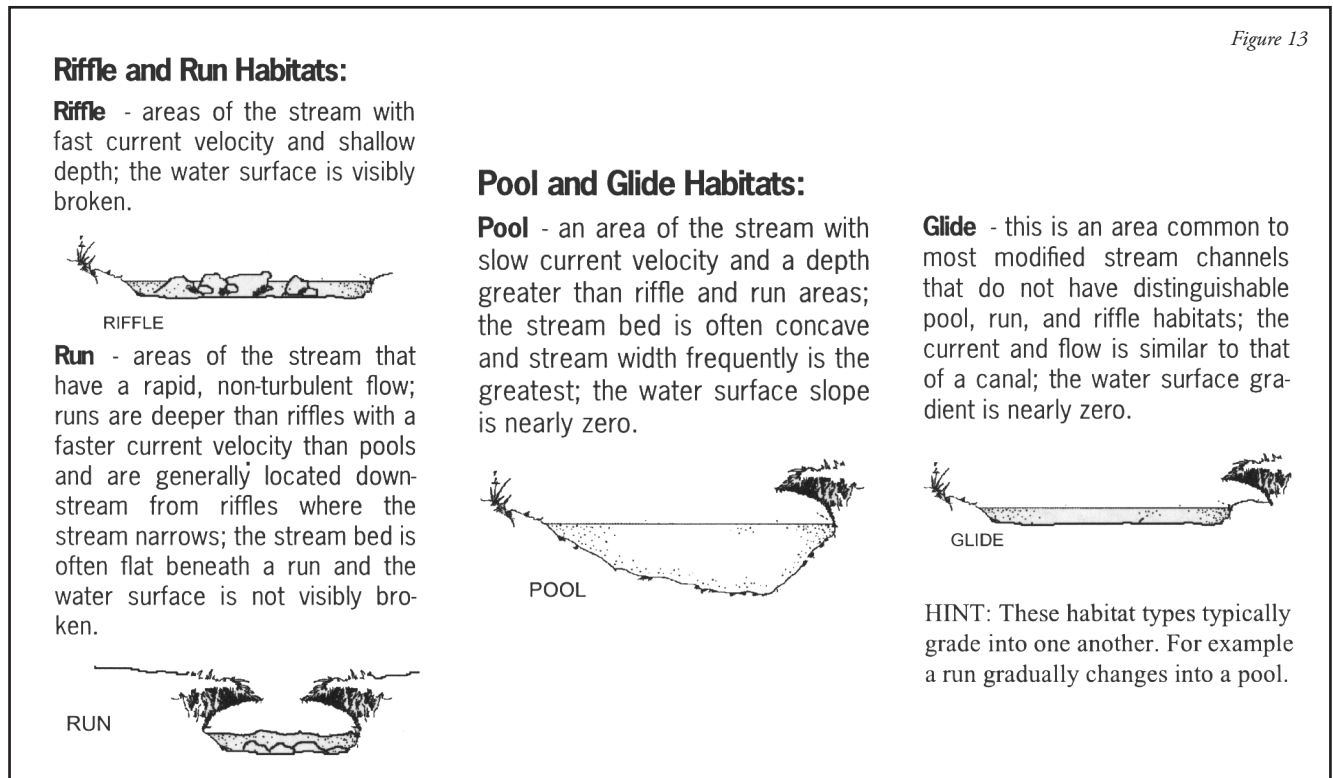 Figure 13
Riffle and Run Habitats:
Riffle - areas of the stream with
fast current velocity and shallow
depth; the water surface is visibly
broken.
RIFFLE
Run - areas of the stream that
have a rapid, non-turbulent flow;
runs are deeper than riffles with a
faster current velocity than pools
and are generally located down-
stream from riffles where the
stream narrows; the stream bed is
often flat beneath a run and the
water surface is not visibly bro-
ken.
RUN
Pool and Glide Habitats:
Pool - an area of the stream with
slow current velocity and a depth
greater than riffle and run areas;
the stream bed is often concave
and stream width frequently is the
greatest; the water surface slope
is nearly zero.
POOL
Glide - this is an area common to
most modified stream channels
that do not have distinguishable
pool, run, and riffle habitats; the
current and flow is similar to that
of a canal; the water surface gra-
dient is nearly zero.
GLIDE
HINT: These habitat types typically
grade into one another. For example
a run gradually changes into a pool.